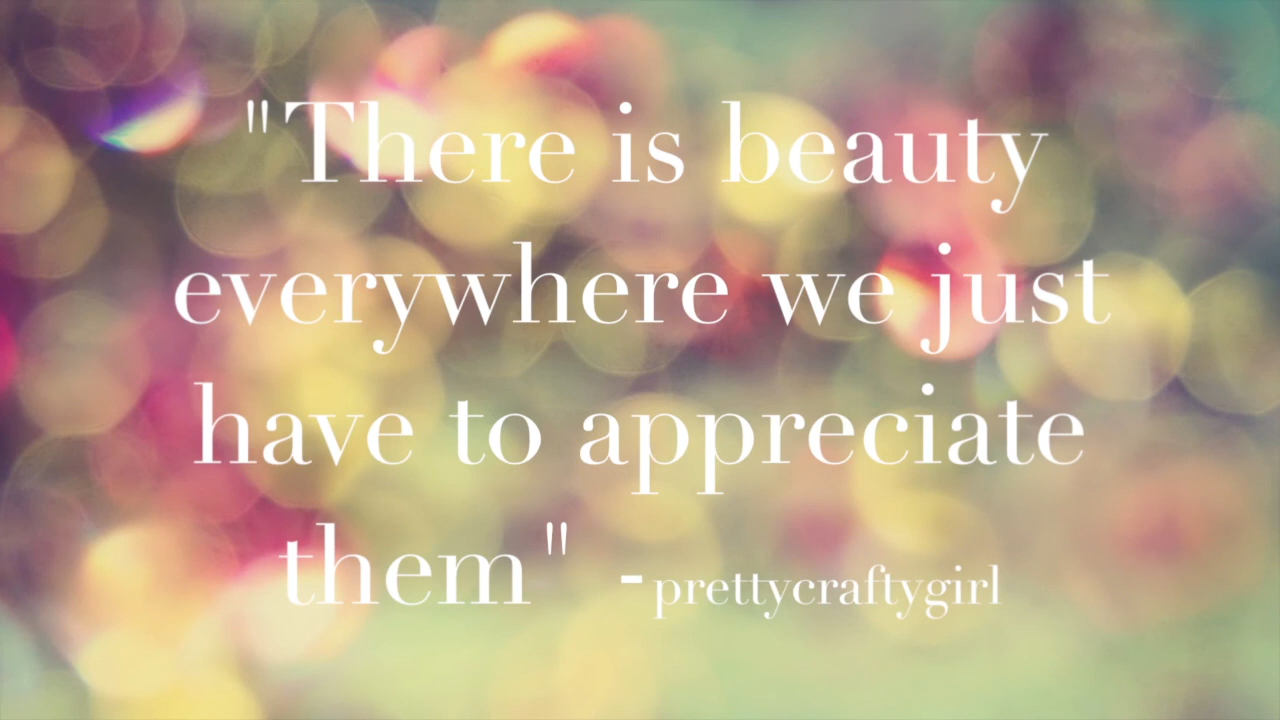 "There is beauty
everywhere we just
have to appreciate
them" -prettycraftygirl